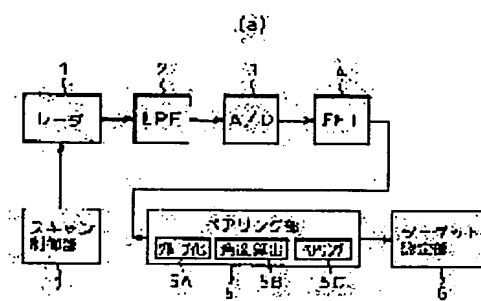 (a)
1
2
3
4
レーダ
LPF
A/D
FFT
スキャン
制御部
ペアリング部
グループ化
角度算出
ペアリング
ターゲット
認定部
7
5A
5
5B
5C
6